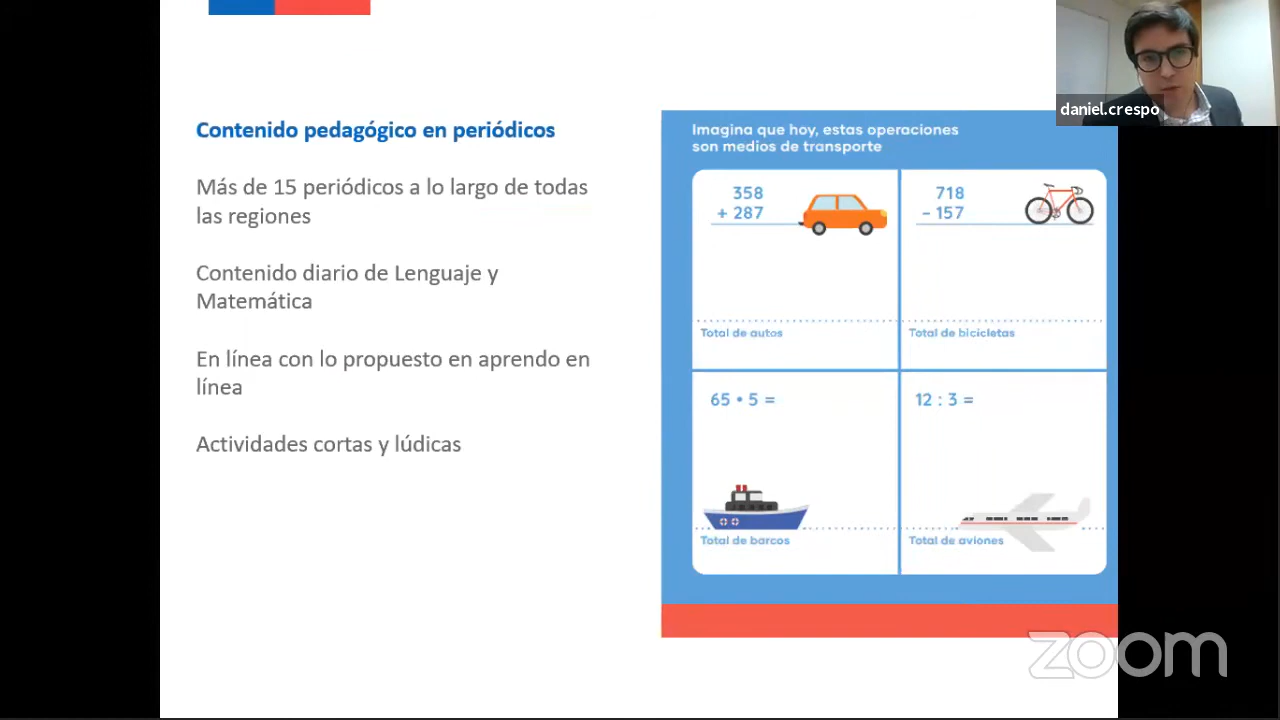 daniel.crespo
Contenido pedagógico en periódicos
Más de 15 periódicos a lo largo de todas
las regiones
Contenido diario de Lenguaje y
Matemática
En línea con lo propuesto en aprendo en
línea
Actividades cortas y lúdicas
Imagina que hoy, estas operaciones
son medios de transporte
358
+ 287
Total de autos
718
- 157
Total de bicicletas
65 • 5 =
Total de barcos
12 : 3 =
Total de aviones
zoom